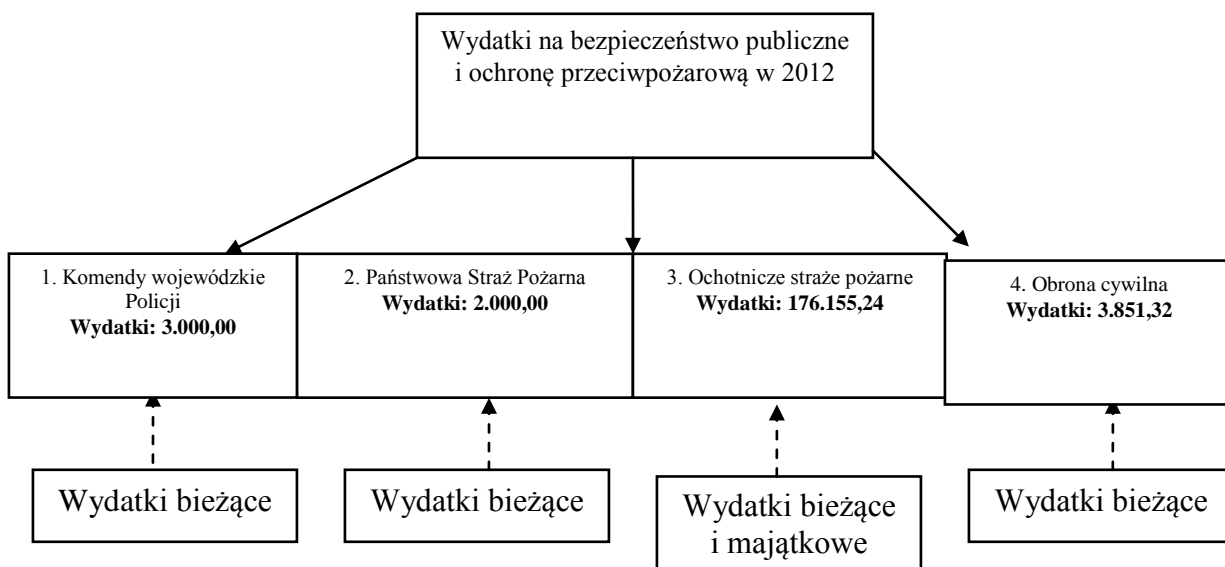 Wydatki na bezpieczeństwo publiczne
i ochronę przeciwpożarową w 2012
1. Komendy wojewódzkie
Policji
Wydatki: 3.000,00
2. Państwowa Straż Pożarna
Wydatki: 2.000,00
3. Ochotnicze straże pożarne
Wydatki: 176.155,24
4. Obrona cywilna
Wydatki: 3.851,32
Wydatki bieżące
Wydatki bieżące
Wydatki bieżące
i majątkowe
Wydatki bieżące